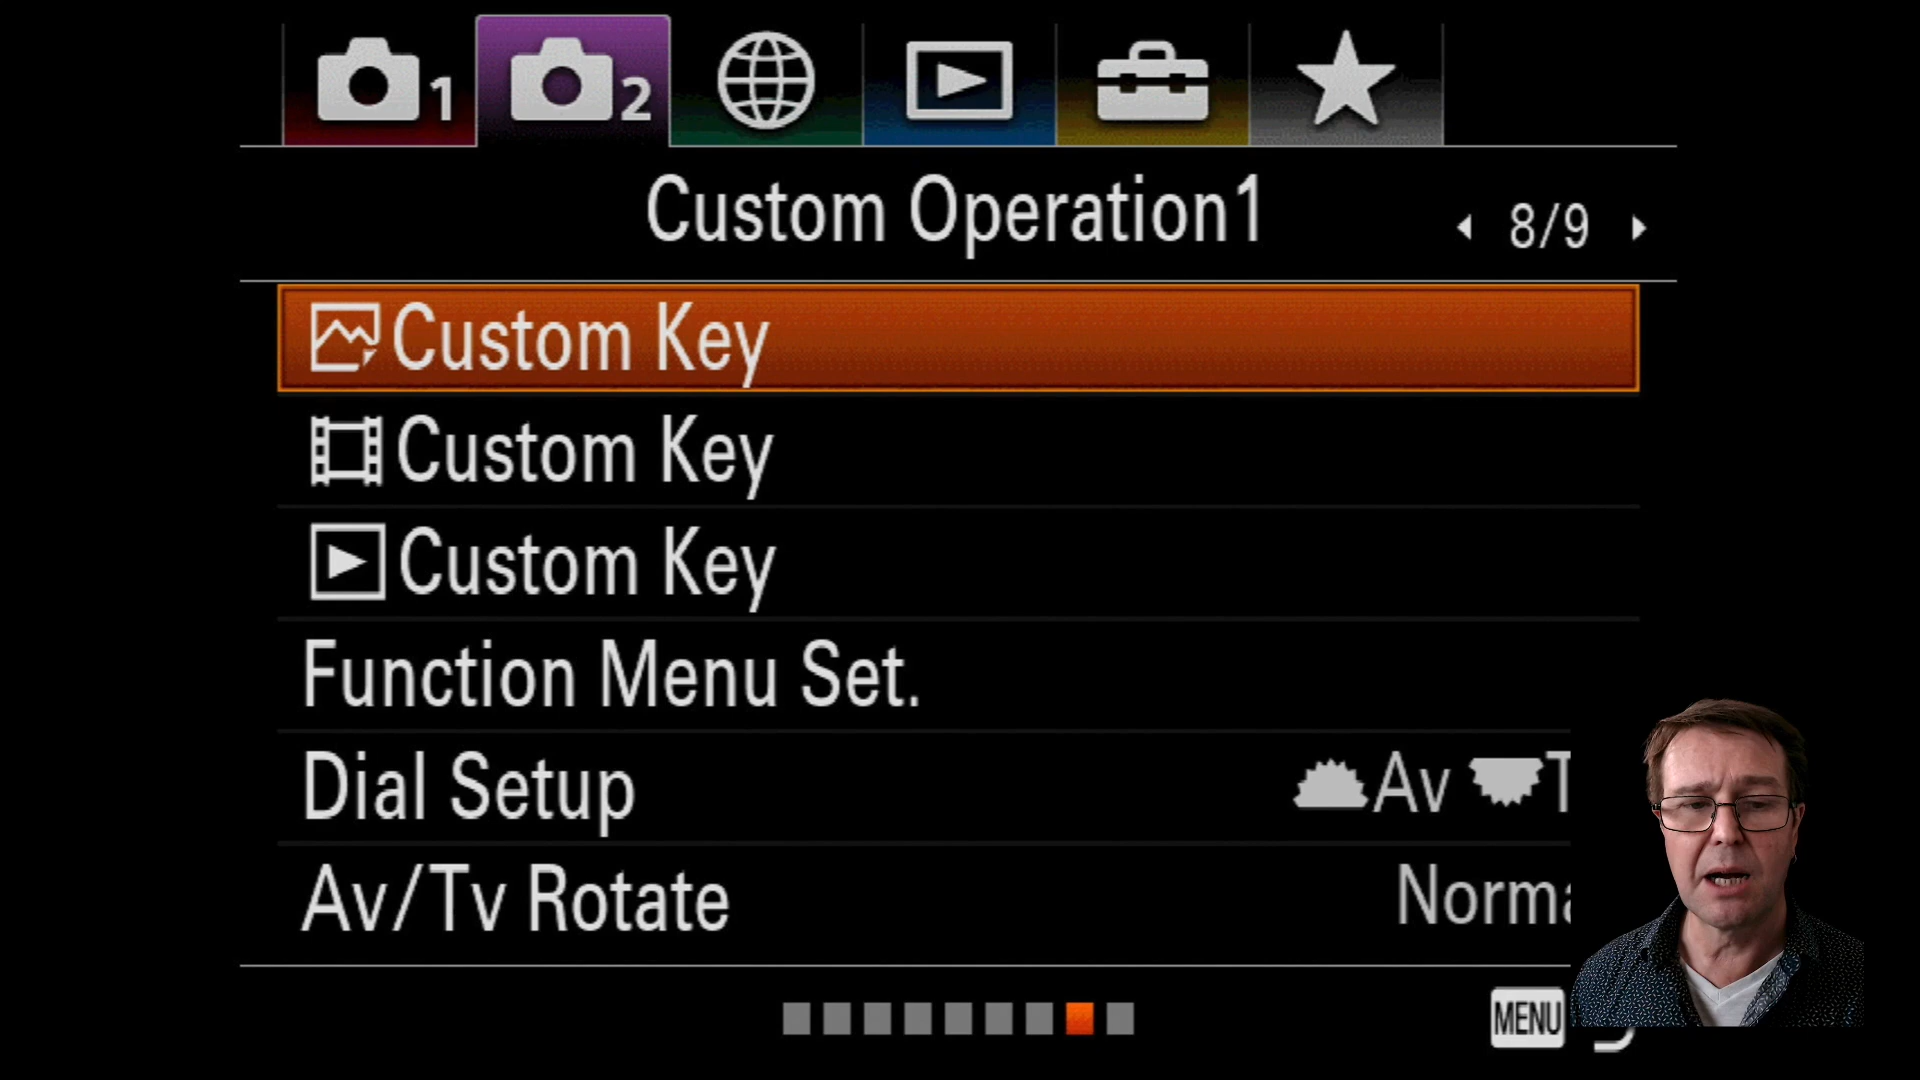 1
2
Custom Operation1
8/9
Custom Key
Custom Key
Custom Key
Function Menu Set.
Dial Setup Av
Av/Tv Rotate
MENU